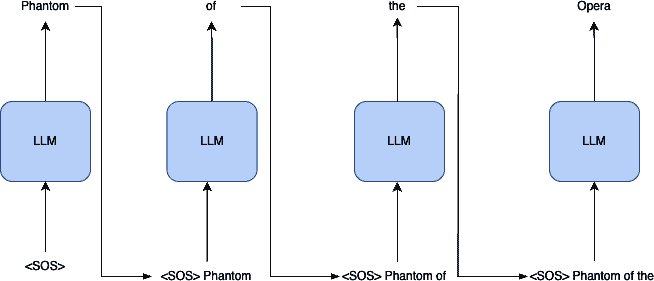 Phantom
of
the
Opera
LLM
LLM
LLM
LLM
<SOS>
<SOS> Phantom
<SOS> Phantom of
<SOS> Phantom of the